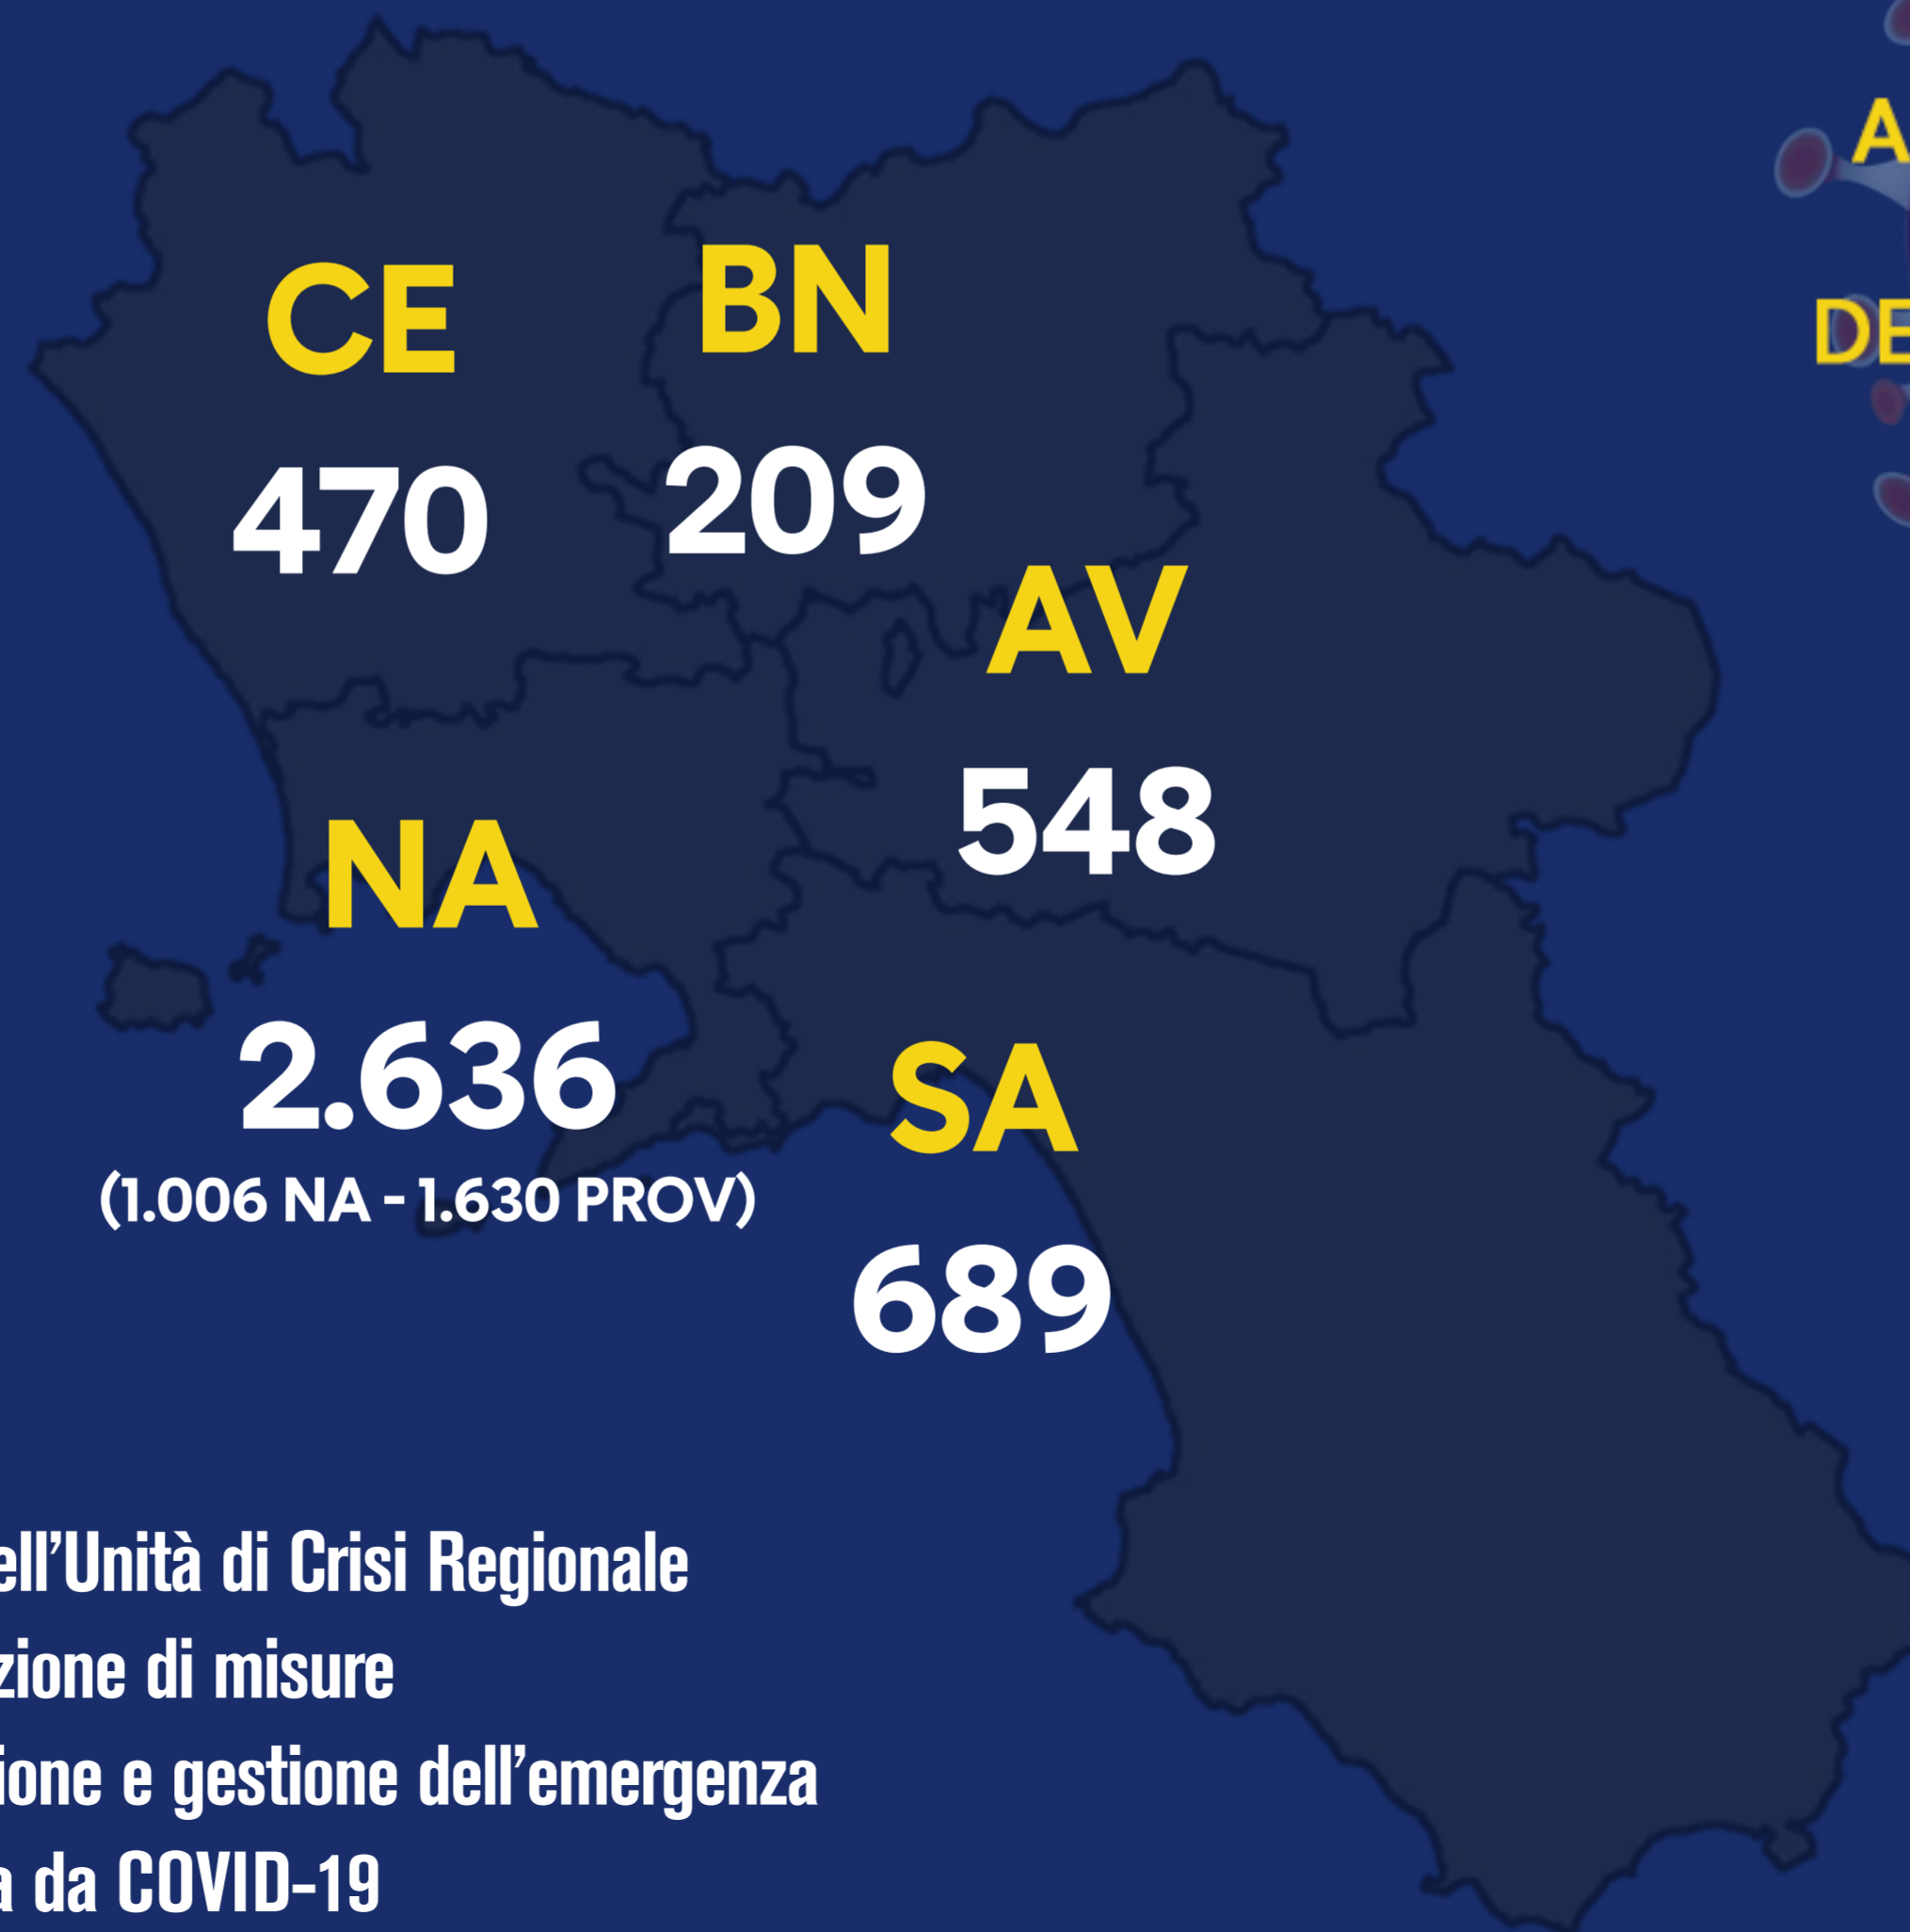 A
DE
CE
470
BN
209
AV
548
NA
2.636
(1.006 NA - 1.630 PROV)
SA
689
ell'Unità di Crisi Regionale
zione di misure
ione e gestione dell'emergenza
a da COVID-19